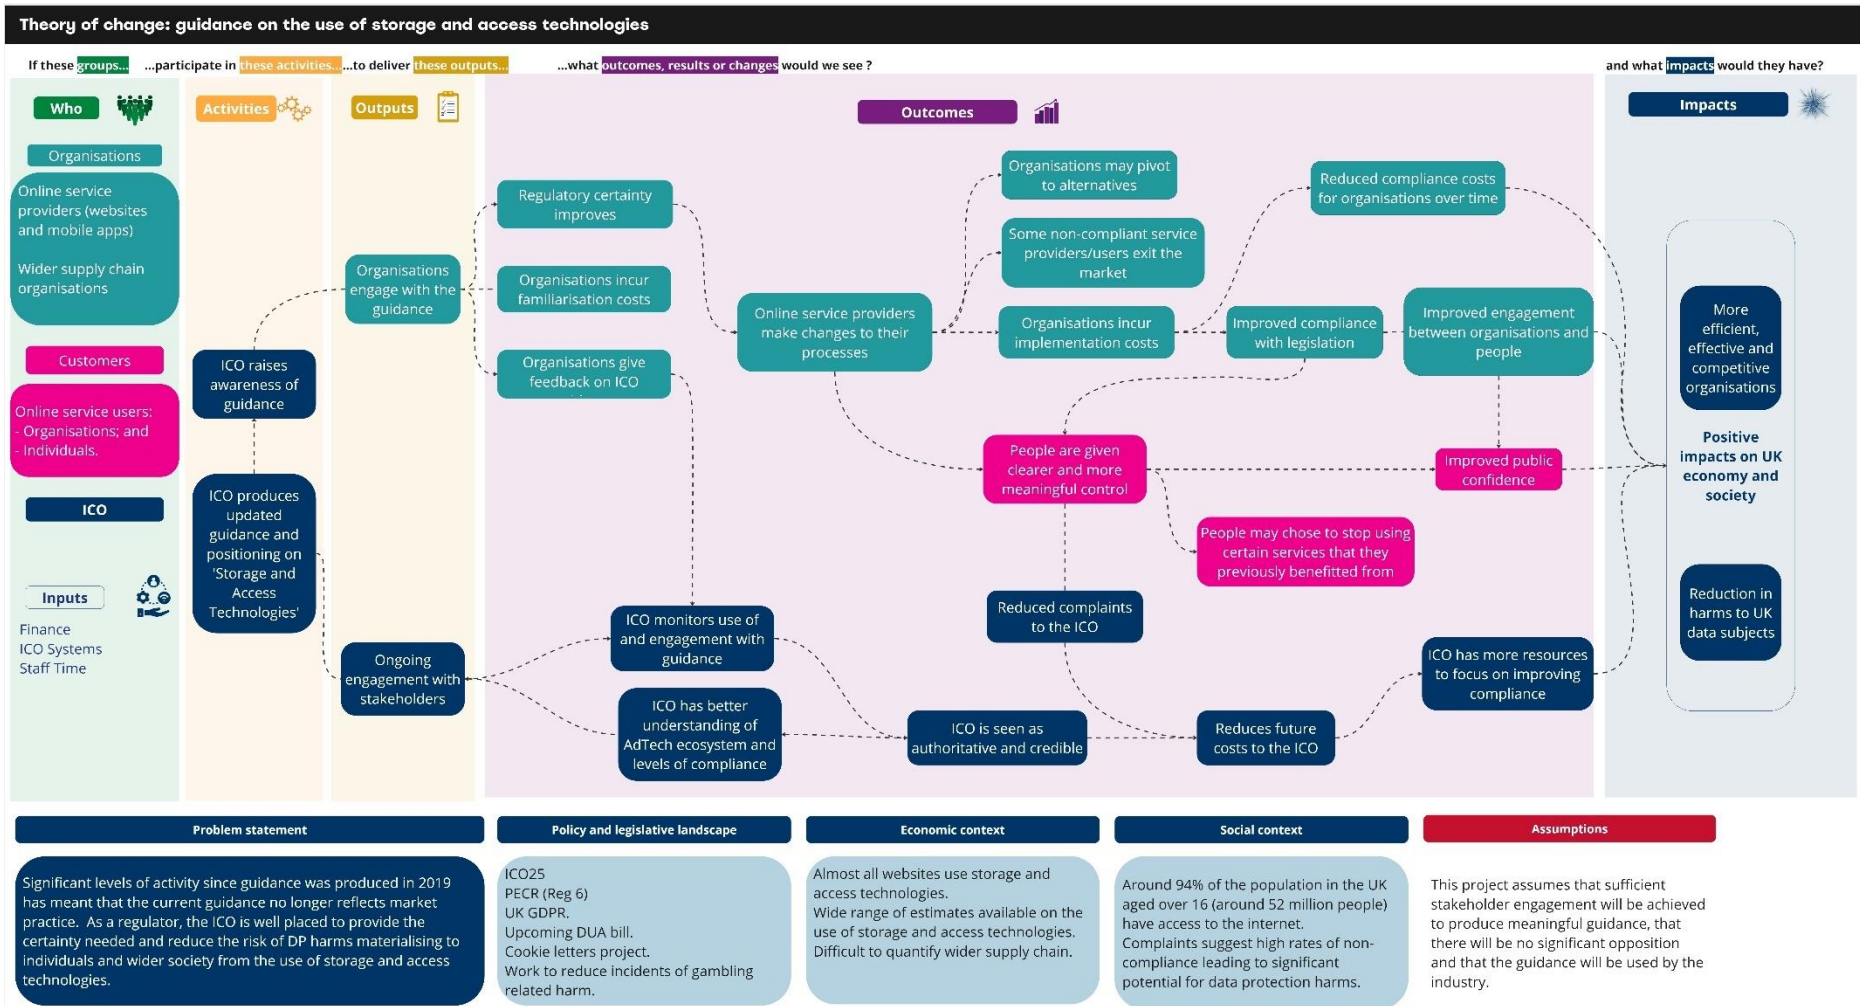 Theory of change: guidance on the use of storage and access technologies
If these groups... ...participate in these activities... ...to deliver these outputs... ...what outcomes, results or changes would we see ? and what impacts would they have?
Who
Activities
Outputs
Outcomes
Impacts
Organisations
Online service
providers (websites
and mobile apps)
Wider supply chain
organisations
Customers
Online service users:
- Organisations; and
- Individuals.
ICO
Inputs
Finance
ICO Systems
Staff Time
ICO raises
awareness of
guidance
ICO produces
updated
guidance and
positioning on
'Storage and
Access
Technologies'
Organisations
engage with the
guidance
Ongoing
engagement with
stakeholders
Regulatory certainty
improves
Organisations incur
familiarisation costs
Organisations give
feedback on ICO
ICO monitors use of
and engagement with
guidance
ICO has better
understanding of
AdTech ecosystem and
levels of compliance
Online service providers
make changes to their
processes
ICO is seen as
authoritative and credible
Organisations may pivot
to alternatives
Some non-compliant service
providers/users exit the
market
Organisations incur
implementation costs
People are given
clearer and more
meaningful control
Reduced complaints
to the ICO
Reduced compliance costs
for organisations over time
Improved compliance
with legislation
Improved engagement
between organisations and
people
Improved public
confidence
People may chose to stop using
certain services that they
previously benefitted from
Reduces future
costs to the ICO
ICO has more resources
to focus on improving
compliance
More
efficient,
effective and
competitive
organisations
Positive
impacts on UK
economy and
society
Reduction in
harms to UK
data subjects
Problem statement
Significant levels of activity since guidance was produced in 2019
has meant that the current guidance no longer reflects market
practice. As a regulator, the ICO is well placed to provide the
certainty needed and reduce the risk of DP harms materialising to
individuals and wider society from the use of storage and access
technologies.
Policy and legislative landscape
ICO25
PECR (Reg 6)
UK GDPR.
Upcoming DUA bill.
Cookie letters project.
Work to reduce incidents of gambling
related harm.
Economic context
Almost all websites use storage and
access technologies.
Wide range of estimates available on the
use of storage and access technologies.
Difficult to quantify wider supply chain.
Social context
Around 94% of the population in the UK
aged over 16 (around 52 million people)
have access to the internet.
Complaints suggest high rates of non-
compliance leading to significant
potential for data protection harms.
Assumptions
This project assumes that sufficient
stakeholder engagement will be achieved
to produce meaningful guidance, that
there will be no significant opposition
and that the guidance will be used by the
industry.